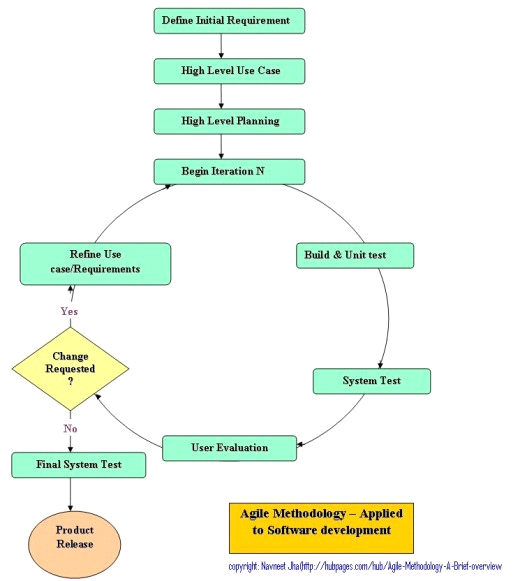 Define Initial Requirement
High Level Use Case
High Level Planning
Begin Iteration N
Refine Use
case/Requirements
Build & Unit test
Yes
Change
Requested
?
System Test
No
User Evaluation
Final System Test
Product
Release
Agile Methodology – Applied
to Software development
copyright: Navneet Jha(http://hubpages.com/hub/Agile-Methodology-A-Brief-overview